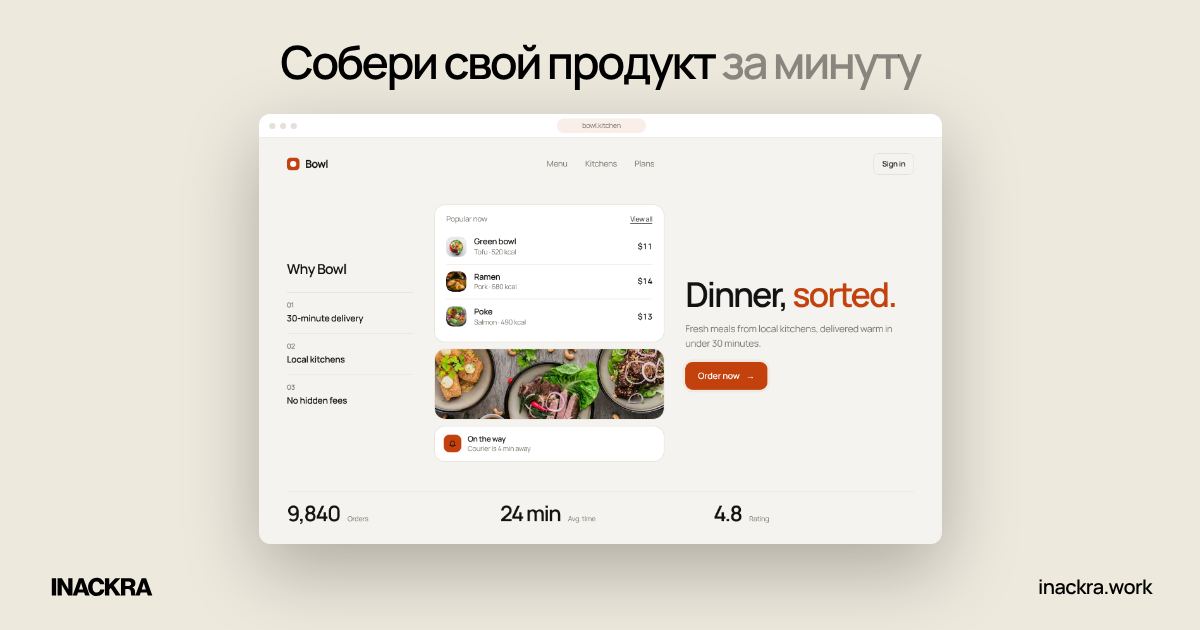 Собери свой продукт за минуту
bowl.kitchen
Bowl
Menu Kitchens Plans
Sign in
Why Bowl
01
30-minute delivery
02
Local kitchens
03
No hidden fees
Popular now View all
Green bowl
Tofu · 520 kcal
$11
Ramen
Pork · 680 kcal
$14
Poke
Salmon · 490 kcal
$13
On the way
Courier is 4 min away
Dinner, sorted.
Fresh meals from local kitchens, delivered warm in
under 30 minutes.
Order now →
9,840 Orders
24 min Avg. time
4.8 Rating
INACKRA
inackra.work